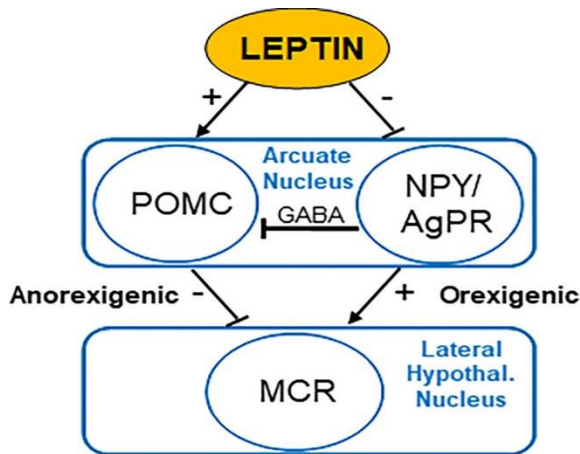 LEPTIN
+
-
Arcuate
Nucleus
POMC
NPY/
AgPR
GABA
Anorexigenic
-
+
Orexigenic
Lateral
Hypothal.
Nucleus
MCR